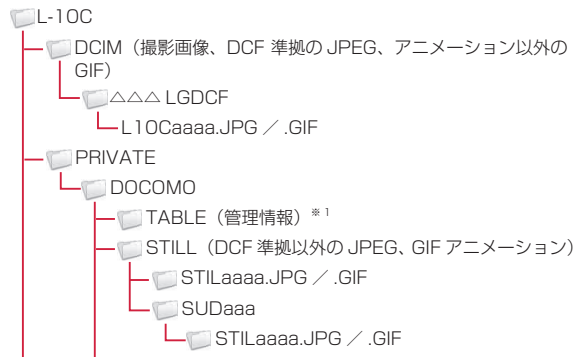 L-10C
DCIM（撮影画像、DCF 準拠の JPEG、アニメーション以外の
GIF）
△△△ LGDCF
L10Caaaa.JPG ／ .GIF
PRIVATE
DOCOMO
TABLE（管理情報）※1
STILL（DCF 準拠以外の JPEG、GIF アニメーション）
STILaaaa.JPG ／ .GIF
SUDaaa
STILaaaa.JPG ／ .GIF